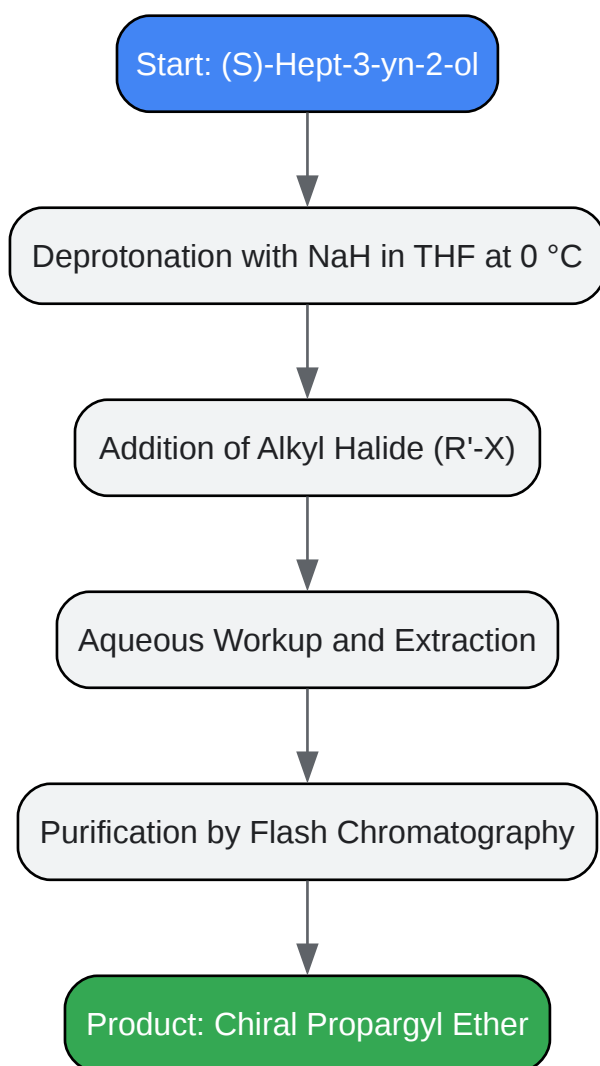 Start: (S)-Hept-3-yn-2-ol
Deprotonation with NaH in THF at 0 °C
Addition of Alkyl Halide (R'-X)
Aqueous Workup and Extraction
Purification by Flash Chromatography
Product: Chiral Propargyl Ether